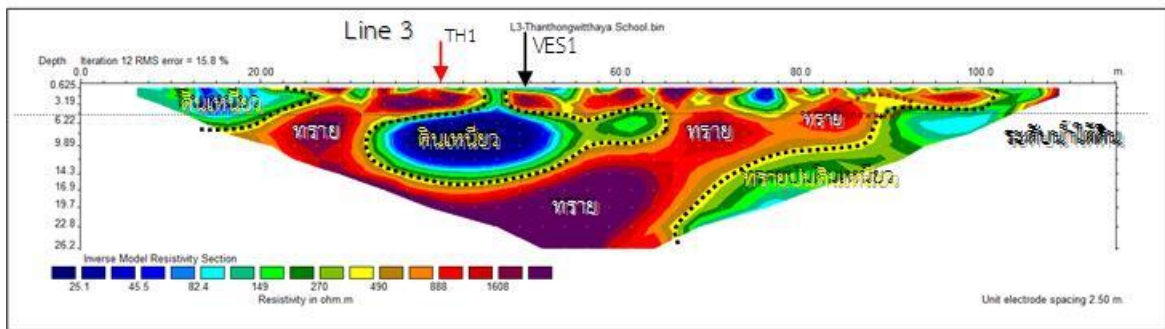 Line 3
TH1
L3-Thanthongwitthaya School.bin
VES1
Depth Iteration 12 RMS error = 15.8 %
0.0 20.00 60.0 80.0 100.0 m.
0.625
3.19
6.22
9.89
14.3
16.9
19.7
22.8
26.2
ดินเหนียว
ทราย
ดินเหนียว
ทราย
ทราย
ทรายปนดินเหนียว
ระดับน้ำใต้ดิน
Inverse Model Resistivity Section
25.1 45.5 82.4 149 270 490 888 1608
Resistivity in ohm.m
Unit electrode spacing 2.50 m.